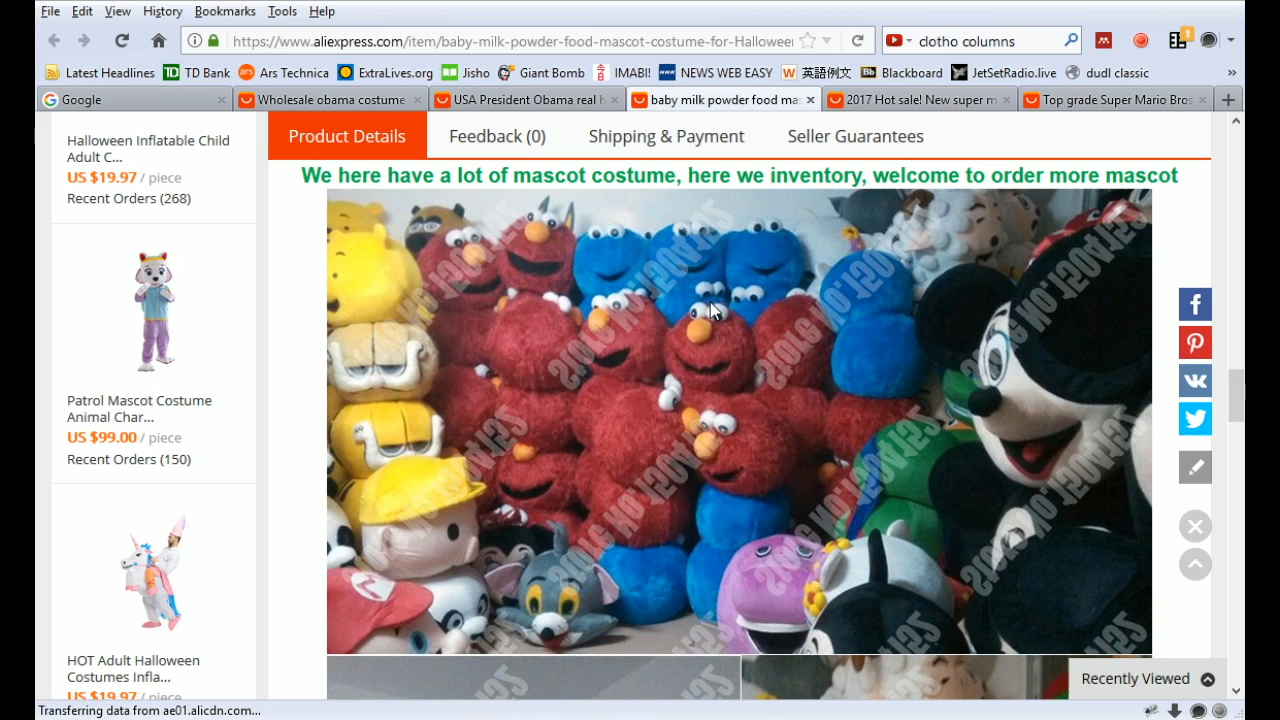 File Edit View History Bookmarks Tools Help
https://www.aliexpress.com/item/baby-milk-powder-food-mascot-costume-for-Halloween
clotho columns
1
Latest Headlines TD Bank Ars Technica ExtraLives.org Jisho Giant Bomb IMABI! NEWS WEB EASY 英語例文 Blackboard JetSetRadio.live dudl classic
Google Wholesale obama costume USA President Obama real h baby milk powder food mas 2017 Hot sale! New super m Top grade Super Mario Bros
Product Details Feedback (0) Shipping & Payment Seller Guarantees
We here have a lot of mascot costume, here we inventory, welcome to order more mascot
Halloween Inflatable Child
Adult C...
US $19.97 / piece
Recent Orders (268)
Patrol Mascot Costume
Animal Char...
US $99.00 / piece
Recent Orders (150)
HOT Adult Halloween
Costumes Infla...
US $19.97 / piece
Recently Viewed
Transferring data from ae01.alicdn.com...